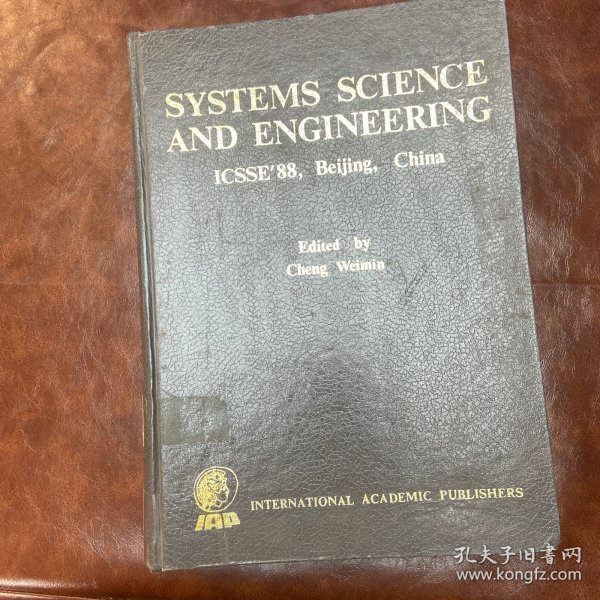 SYSTEMS SCIENCE
AND ENGINEERING
ICSSE'88, Beijing, China
Edited by
Cheng Weimin
IAP
INTERNATIONAL ACADEMIC PUBLISHERS
孔夫子旧书网
www.kongfz.com